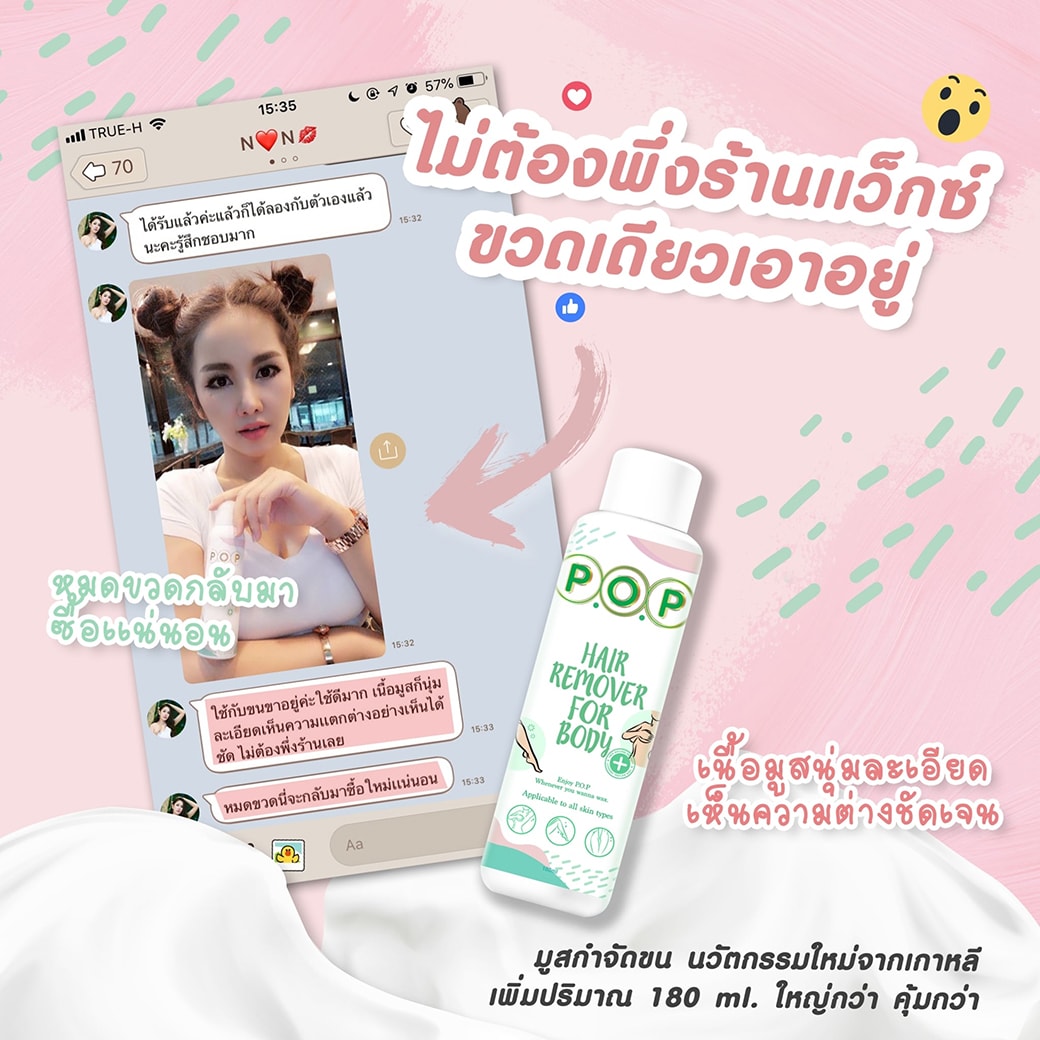 TRUE-H
15:35
57%
70
N❤️N💋
ได้รับแล้วค่ะแล้วก็ได้ลองกับตัวเองแล้ว
นะคะรู้สึกชอบมาก
15:32
ไม่ต้องพึ่งร้านแว็กซ์
ขวดเดียวเอาอยู่
P.O.P
หมดขวดกลับมา
ซื้อแน่นอน
15:32
ใช้กับขนขาอยู่ค่ะใช้ดีมาก เนื้อมูสก็นุ่ม
ละเอียดเห็นความแตกต่างอย่างเห็นได้
ชัด ไม่ต้องพึ่งร้านเลย
15:33
หมดขวดนี่จะกลับมาซื้อใหม่แน่นอน
15:33
Aa
P.O.P
HAIR
REMOVER
FOR
BODY
Enjoy P.O.P
Whenever you wanna wax.
Applicable to all skin types
เนื้อมูสนุ่มละเอียด
เห็นความต่างชัดเจน
มูสกำจัดขน นวัตกรรมใหม่จากเกาหลี
เพิ่มปริมาณ 180 ml. ใหญ่กว่า คุ้มกว่า